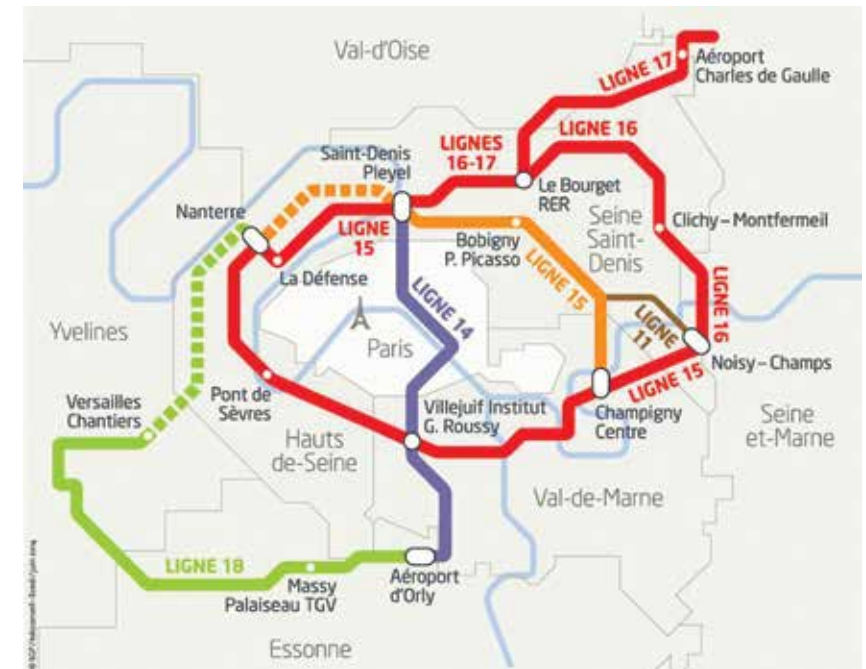 Val-d'Oise
LIGNE 17
Aéroport
Charles de Gaulle
LIGNE 16
LIGNES
16-17
Saint-Denis
Pleyel
Le Bourget
RER
Nanterre
LIGNE
15
Seine
Saint-
Denis
Clichy – Montfermeil
Bobigny
P. Picasso
La Défense
LIGNE 15
LIGNE 14
LIGNE 16
LIGNE
11
Yvelines
Paris
Noisy – Champs
LIGNE 15
Versailles
Chantiers
Pont de
Sèvres
Villejuif Institut
G. Roussy
Champigny
Centre
Seine
et-Marne
Hauts
de-Seine
Val-de-Marne
LIGNE 18
Massy
Palaiseau TGV
Aéroport
d'Orly
Essonne